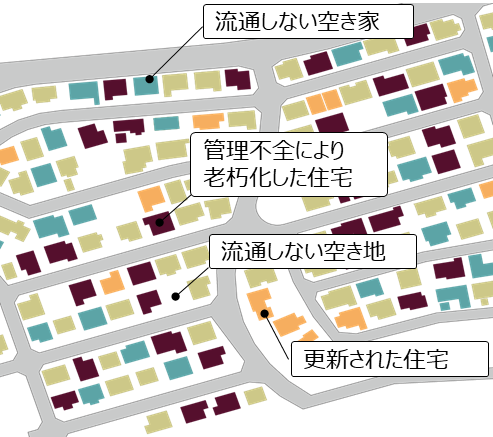 流通しない空き家
管理不全により
老朽化した住宅
流通しない空き地
更新された住宅